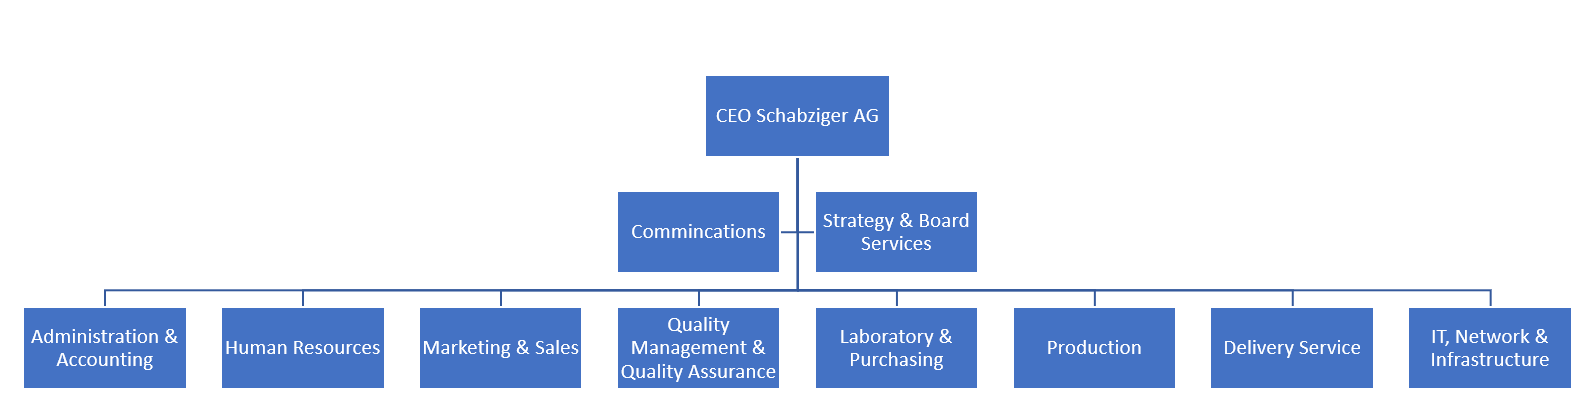 CEO Schabziger AG
Commincations
Strategy & Board
Services
Administration &
Accounting
Human Resources
Marketing & Sales
Quality
Management &
Quality Assurance
Laboratory &
Purchasing
Production
Delivery Service
IT, Network &
Infrastructure